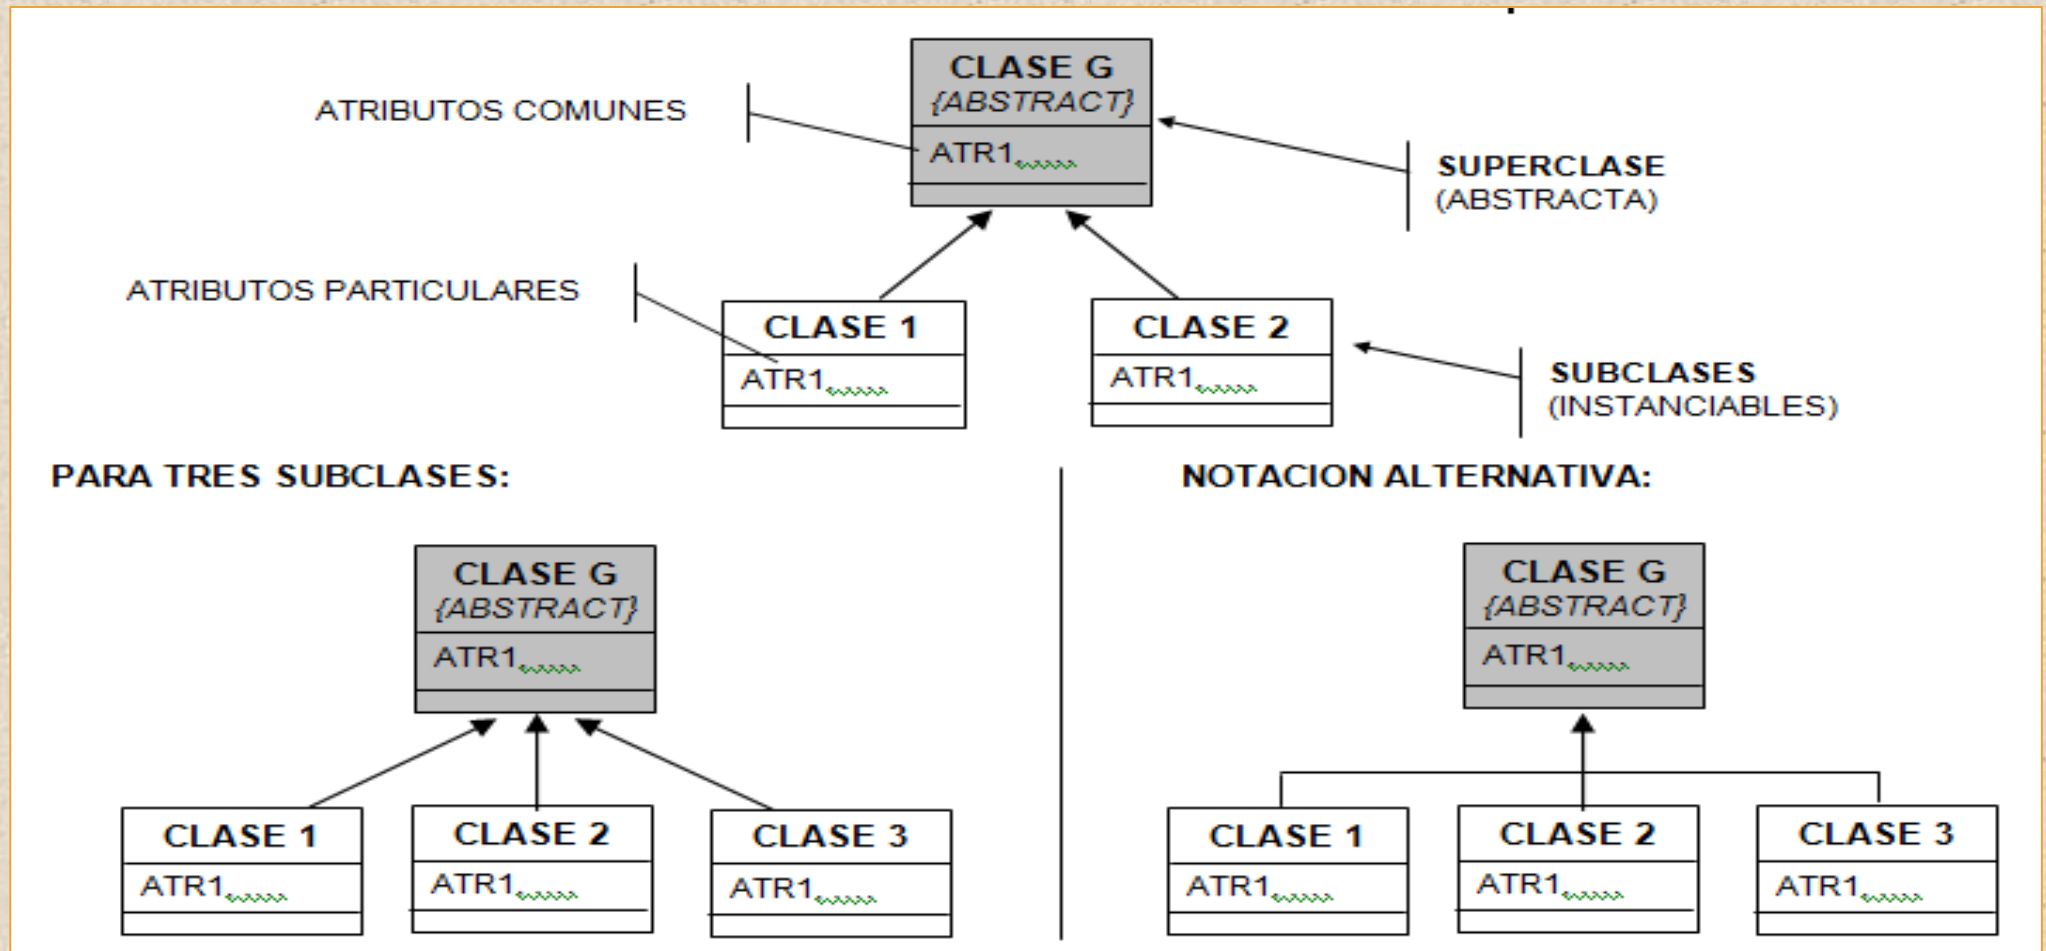 CLASE G
{ABSTRACT}
ATR1,
ATRIBUTOS COMUNES
SUPERCLASE
(ABSTRACTA)
ATRIBUTOS PARTICULARES
CLASE 1
ATR1,
CLASE 2
ATR1,
SUBCLASES
(INSTANCIABLES)
PARA TRES SUBCLASES:
CLASE G
{ABSTRACT}
ATR1,
CLASE 1
ATR1,
CLASE 2
ATR1,
CLASE 3
ATR1,
NOTACION ALTERNATIVA:
CLASE G
{ABSTRACT}
ATR1,
CLASE 1
ATR1,
CLASE 2
ATR1,
CLASE 3
ATR1,